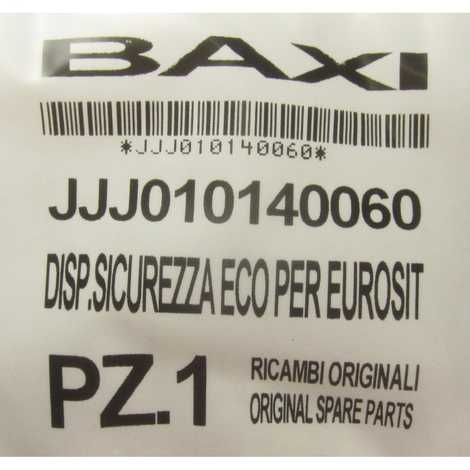 BAXI
*JJJ010140060*
JJJ010140060
DISP.SICUREZZA ECO PER EUROSIT
PZ.1
RICAMBI ORIGINALI
ORIGINAL SPARE PARTS